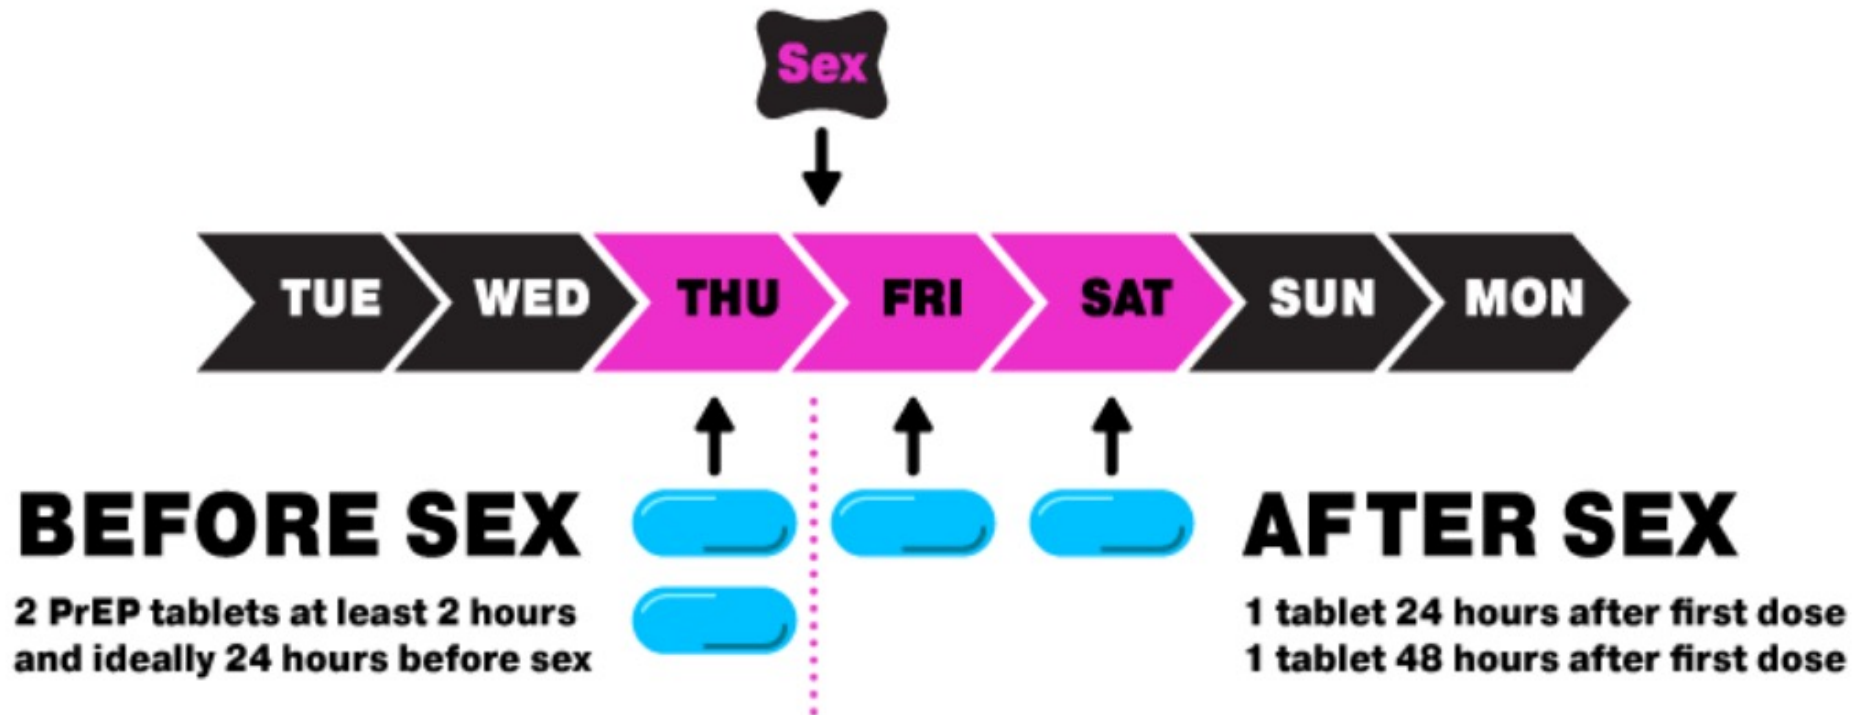 Sex
TUE WED THU FRI SAT SUN MON
BEFORE SEX
2 PrEP tablets at least 2 hours
and ideally 24 hours before sex
AFTER SEX
1 tablet 24 hours after first dose
1 tablet 48 hours after first dose